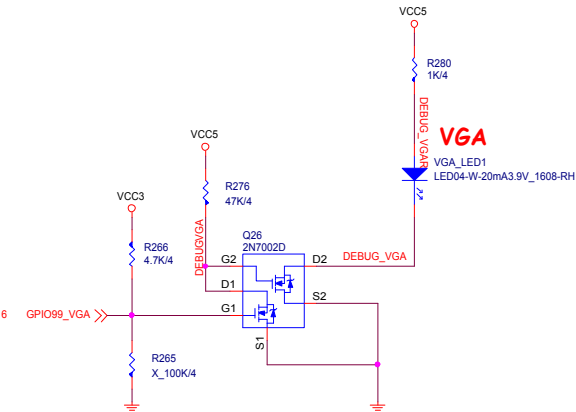 VCC5
R280
1K/4
DEBUG_VGAR
VGA
VGA_LED1
LED04-W-20mA3.9V_1608-RH
VCC5
R276
47K/4
VCC3
R266
4.7K/4
DEBUGVGA
Q26
2N7002D
G2
D2
DEBUG_VGA
D1
S2
6 GPIO99_VGA
G1
S1
R265
X_100K/4